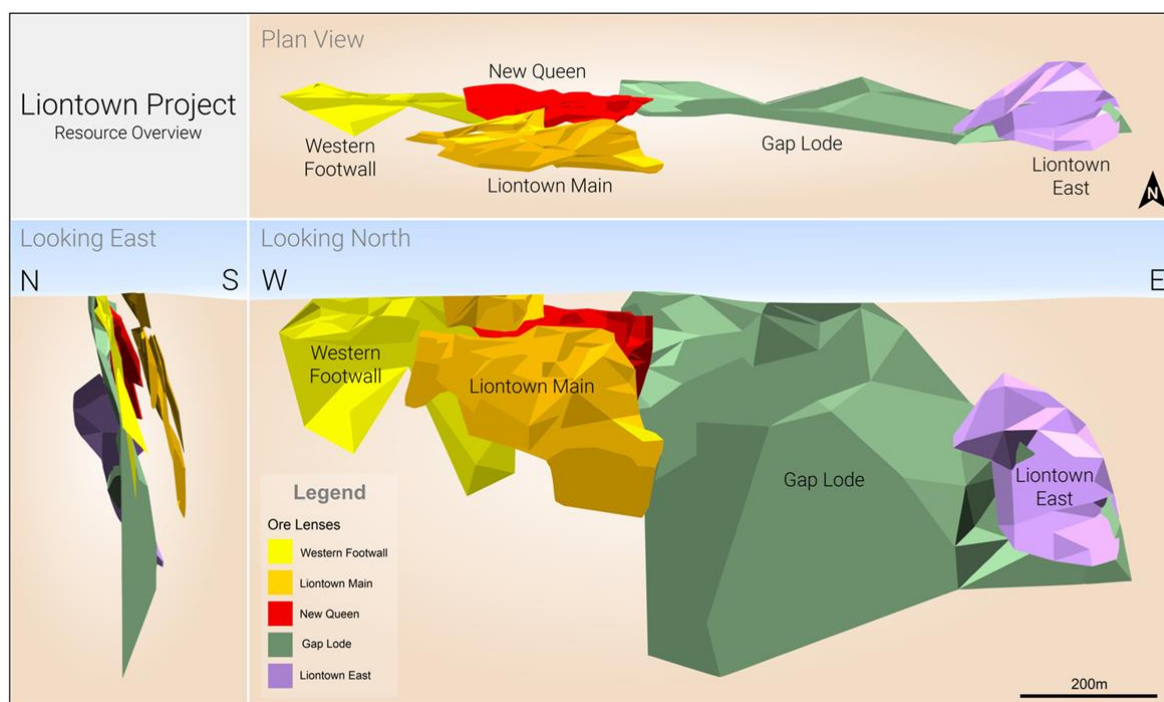 Liontown Project
Resource Overview
Plan View
New Queen
Western
Footwall
Liontown Main
Gap Lode
Liontown
East
N
Looking East
N S
Looking North
W E
Western
Footwall
Liontown Main
Gap Lode
Liontown
East
Legend
Ore Lenses
Western Footwall
Liontown Main
New Queen
Gap Lode
Liontown East
200m